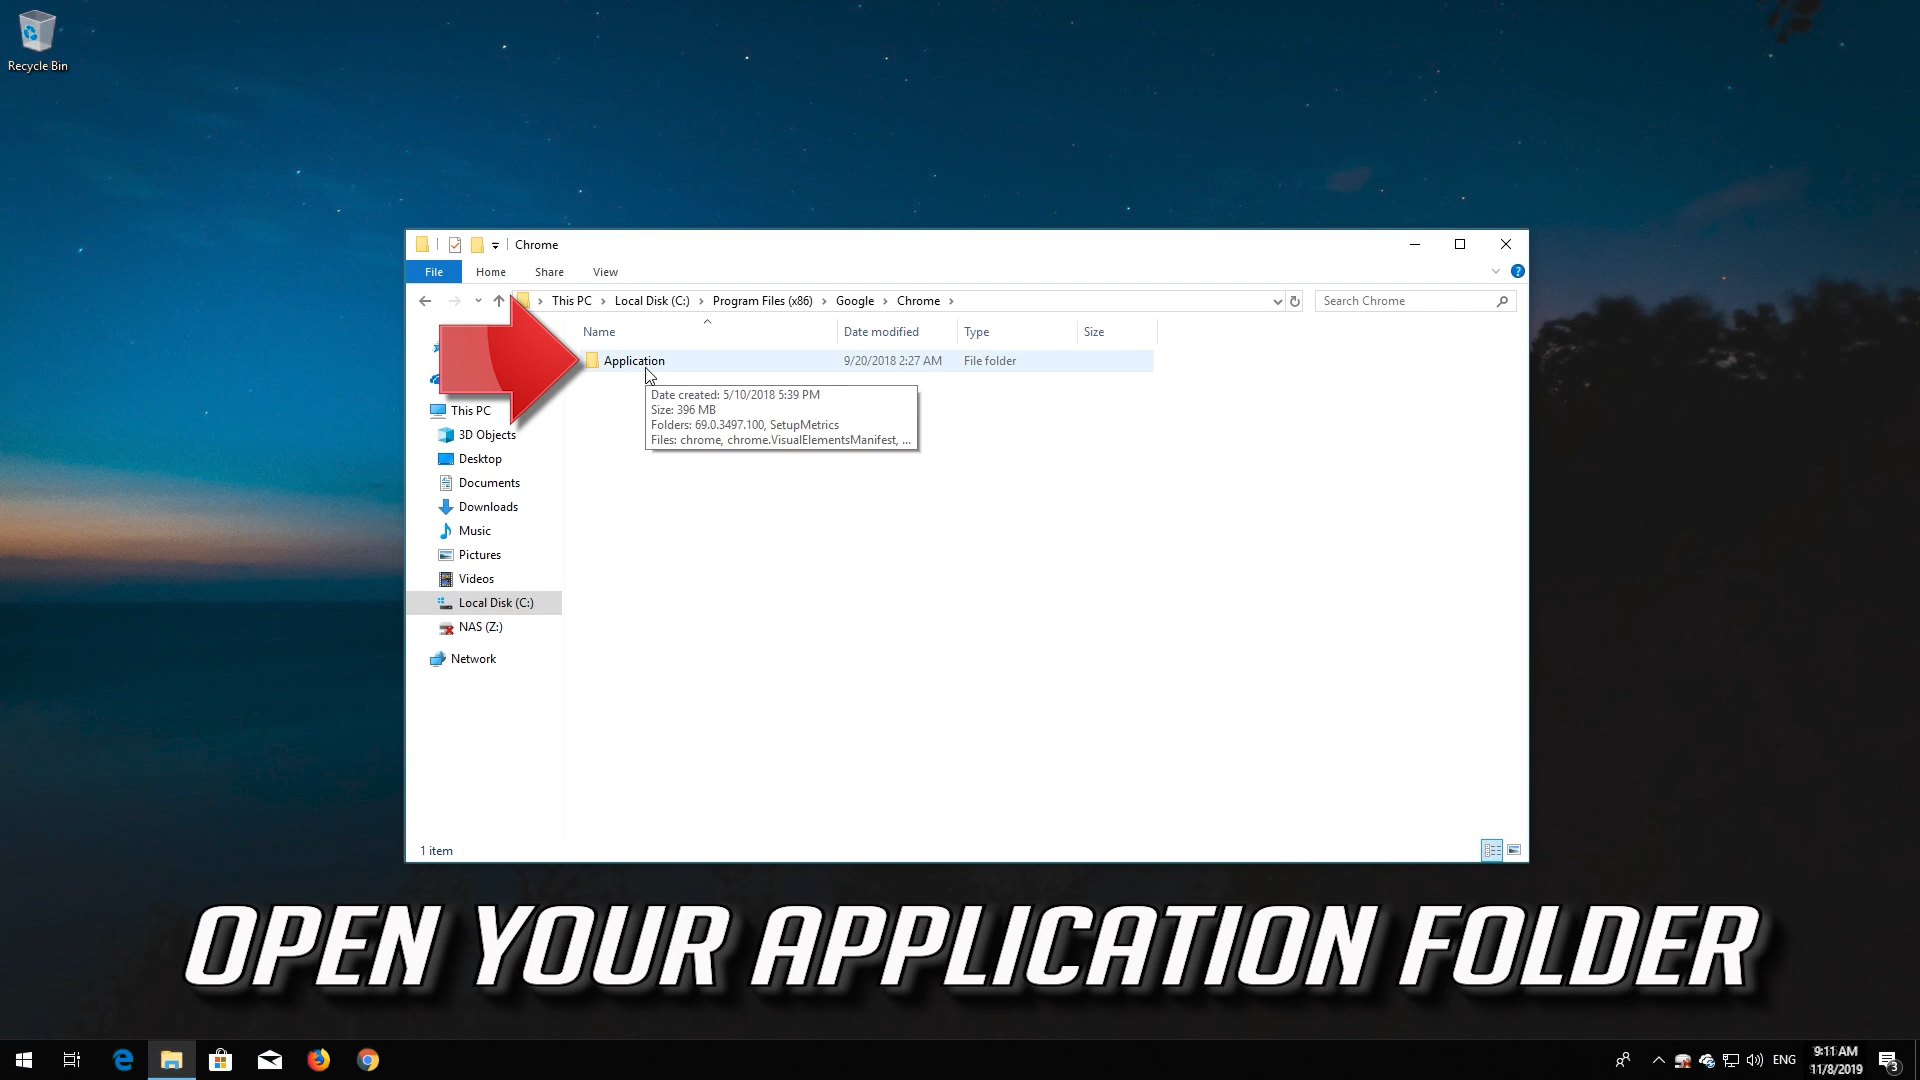 Recycle Bin
Chrome
File Home Share View
This PC Local Disk (C:) Program Files (x86) Google Chrome
Search Chrome
Name Date modified Type Size
Application 9/20/2018 2:27 AM File folder
Date created: 5/10/2018 5:39 PM
Size: 396 MB
Folders: 69.0.3497.100, SetupMetrics
Files: chrome, chrome.VisualElementsManifest, ...
This PC
3D Objects
Desktop
Documents
Downloads
Music
Pictures
Videos
Local Disk (C:)
NAS (Z:)
Network
1 item
OPEN YOUR APPLICATION FOLDER
ENG
9:11 AM
11/8/2019
3